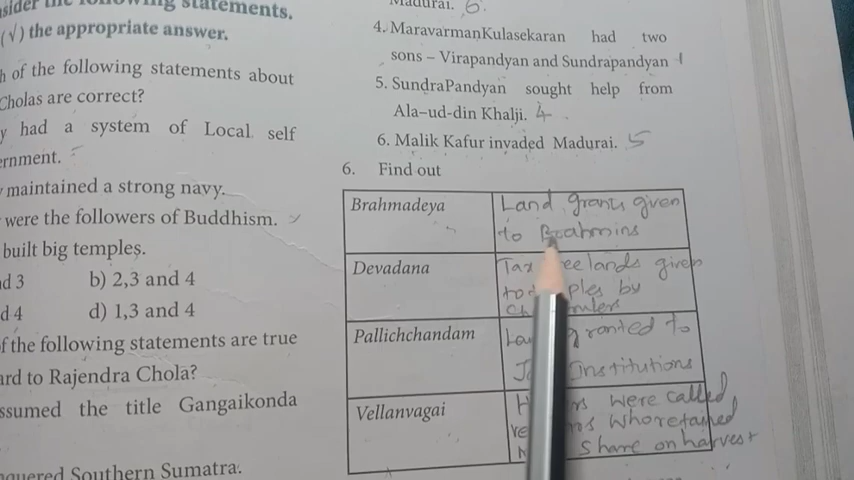 sider the following statements.
(√) the appropriate answer.
h of the following statements about
Cholas are correct?
y had a system of Local self
ernment.
maintained a strong navy.
were the followers of Buddhism.
built big temples.
d 3 b) 2,3 and 4
d 4 d) 1,3 and 4
f the following statements are true
ard to Rajendra Chola?
ssumed the title Gangaikonda
nquered Southern Sumatra.
Madurai. 6
4. MaravarmanKulasekaran had two
sons – Virapandyan and Sundrapandyan 1
5. SundraPandyan sought help from
Ala–ud-din Khalji. 4
6. Malik Kafur invaded Madurai. 5
6. Find out
Brahmadeya
Land grants given
to Brahmins
Devadana
Tax ee lands given
to ples by
Ch rulers
Pallichchandam
granted to
Institutions
Vellanvagai
were called
who retained
share on harvest